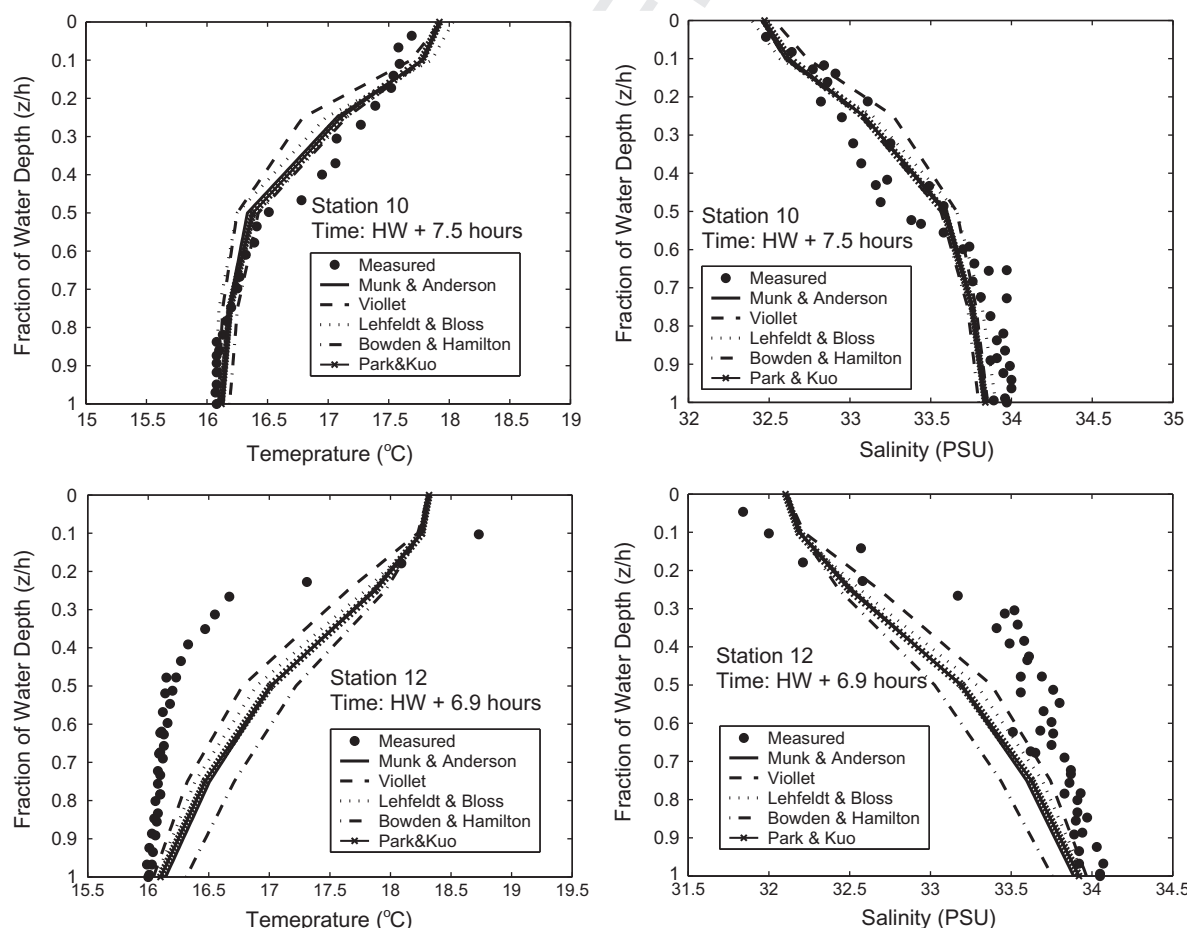 0
0.1
0.2
0.3
0.4
0.5
0.6
0.7
0.8
0.9
1
Fraction of Water Depth (z/h)
15 15.5 16 16.5 17 17.5 18 18.5 19
Temeprature (°C)
Station 10
Time: HW + 7.5 hours
Measured
Munk & Anderson
Viollet
Lehfeldt & Bloss
Bowden & Hamilton
Park&Kuo
0
0.1
0.2
0.3
0.4
0.5
0.6
0.7
0.8
0.9
1
Fraction of Water Depth (z/h)
32 32.5 33 33.5 34 34.5 35
Salinity (PSU)
Station 10
Time: HW + 7.5 hours
Measured
Munk & Anderson
Viollet
Lehfeldt & Bloss
Bowden & Hamilton
Park & Kuo
0
0.1
0.2
0.3
0.4
0.5
0.6
0.7
0.8
0.9
1
Fraction of Water Depth (z/h)
15.5 16 16.5 17 17.5 18 18.5 19 19.5
Temeprature (°C)
Station 12
Time: HW + 6.9 hours
Measured
Munk & Anderson
Viollet
Lehfeldt & Bloss
Bowden & Hamilton
Park&Kuo
0
0.1
0.2
0.3
0.4
0.5
0.6
0.7
0.8
0.9
1
Fraction of Water Depth (z/h)
31.5 32 32.5 33 33.5 34 34.5
Salinity (PSU)
Station 12
Time: HW + 6.9 hours
Measured
Munk & Anderson
Viollet
Lehfeldt & Bloss
Bowden & Hamilton
Park & Kuo